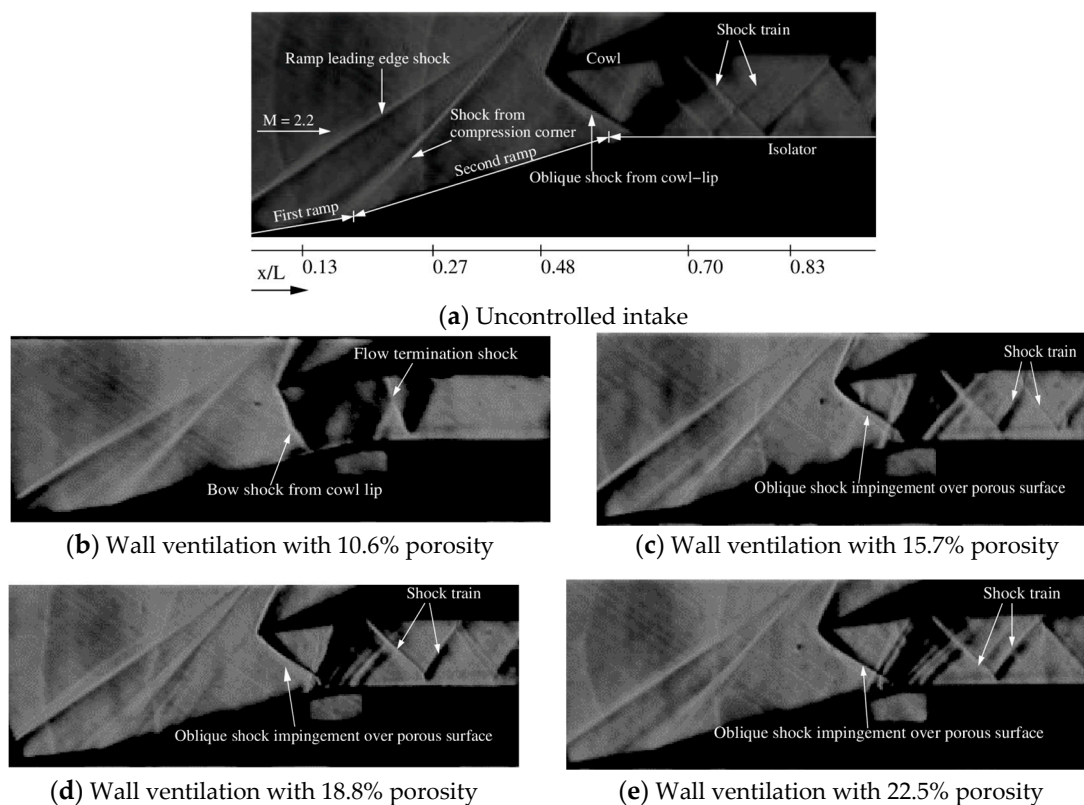 Ramp leading edge shock
Cowl
Shock train
M = 2.2
Shock from
compression corner
Second ramp
Isolator
Oblique shock from cowl-lip
First ramp
x/L
0.13 0.27 0.48 0.70 0.83
(a) Uncontrolled intake
Flow termination shock
Bow shock from cowl lip
Shock train
Oblique shock impingement over porous surface
(b) Wall ventilation with 10.6% porosity
(c) Wall ventilation with 15.7% porosity
Shock train
Oblique shock impingement over porous surface
Shock train
Oblique shock impingement over porous surface
(d) Wall ventilation with 18.8% porosity
(e) Wall ventilation with 22.5% porosity